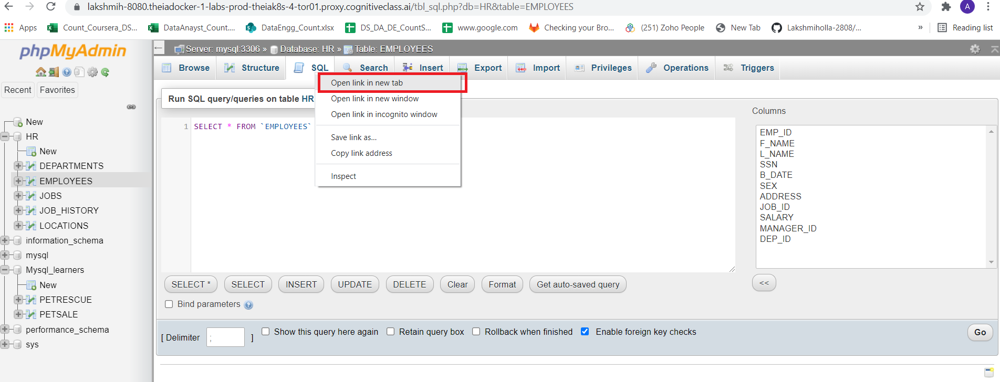 lakshmih-8080.theiadocker-1-labs-prod-theiak8s-4-tor01.proxy.cognitiveclass.ai/tbl_sql.php?db=HR&table=EMPLOYEES
A
Apps Count_Coursera_DS... DataAnayst_Count.... DataEngg_Count.xlsx DS_DA_DE_CountS... www.google.com Checking your Bro... (251) Zoho People New Tab Lakshmiholla-2808/... » Reading list
phpMyAdmin
Server: mysql:3306 » Database: HR » Table: EMPLOYEES
Browse Structure SQL Search Insert Export Import Privileges Operations Triggers
Recent Favorites
Open link in new tab
Open link in new window
Open link in incognito window
Save link as...
Copy link address
Inspect
Run SQL query/queries on table HR
1 SELECT * FROM `EMPLOYEES`
Columns
EMP_ID
F_NAME
L_NAME
SSN
B_DATE
SEX
ADDRESS
JOB_ID
SALARY
MANAGER_ID
DEP_ID
New
HR
New
DEPARTMENTS
EMPLOYEES
JOBS
JOB_HISTORY
LOCATIONS
information_schema
mysql
Mysql_learners
New
PETRESCUE
PETSALE
performance_schema
sys
SELECT * SELECT INSERT UPDATE DELETE Clear Format Get auto-saved query <<
Bind parameters
[ Delimiter ; ] Show this query here again Retain query box Rollback when finished Enable foreign key checks Go